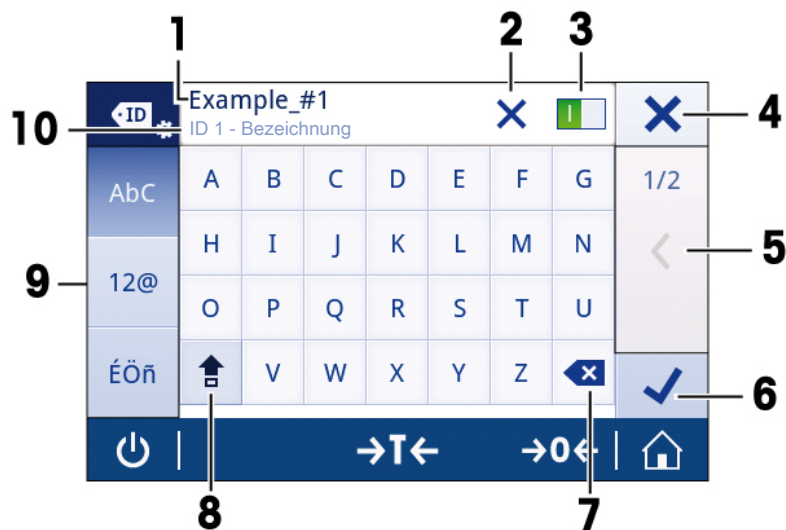 1 2 3
ID Example_#1 4
10 ID 1 - Bezeichnung
AbC A B C D E F G 1/2
H I J K L M N 5
9 12@
O P Q R S T U
ÉÖñ V W X Y Z 6
→T← →0←
8 7